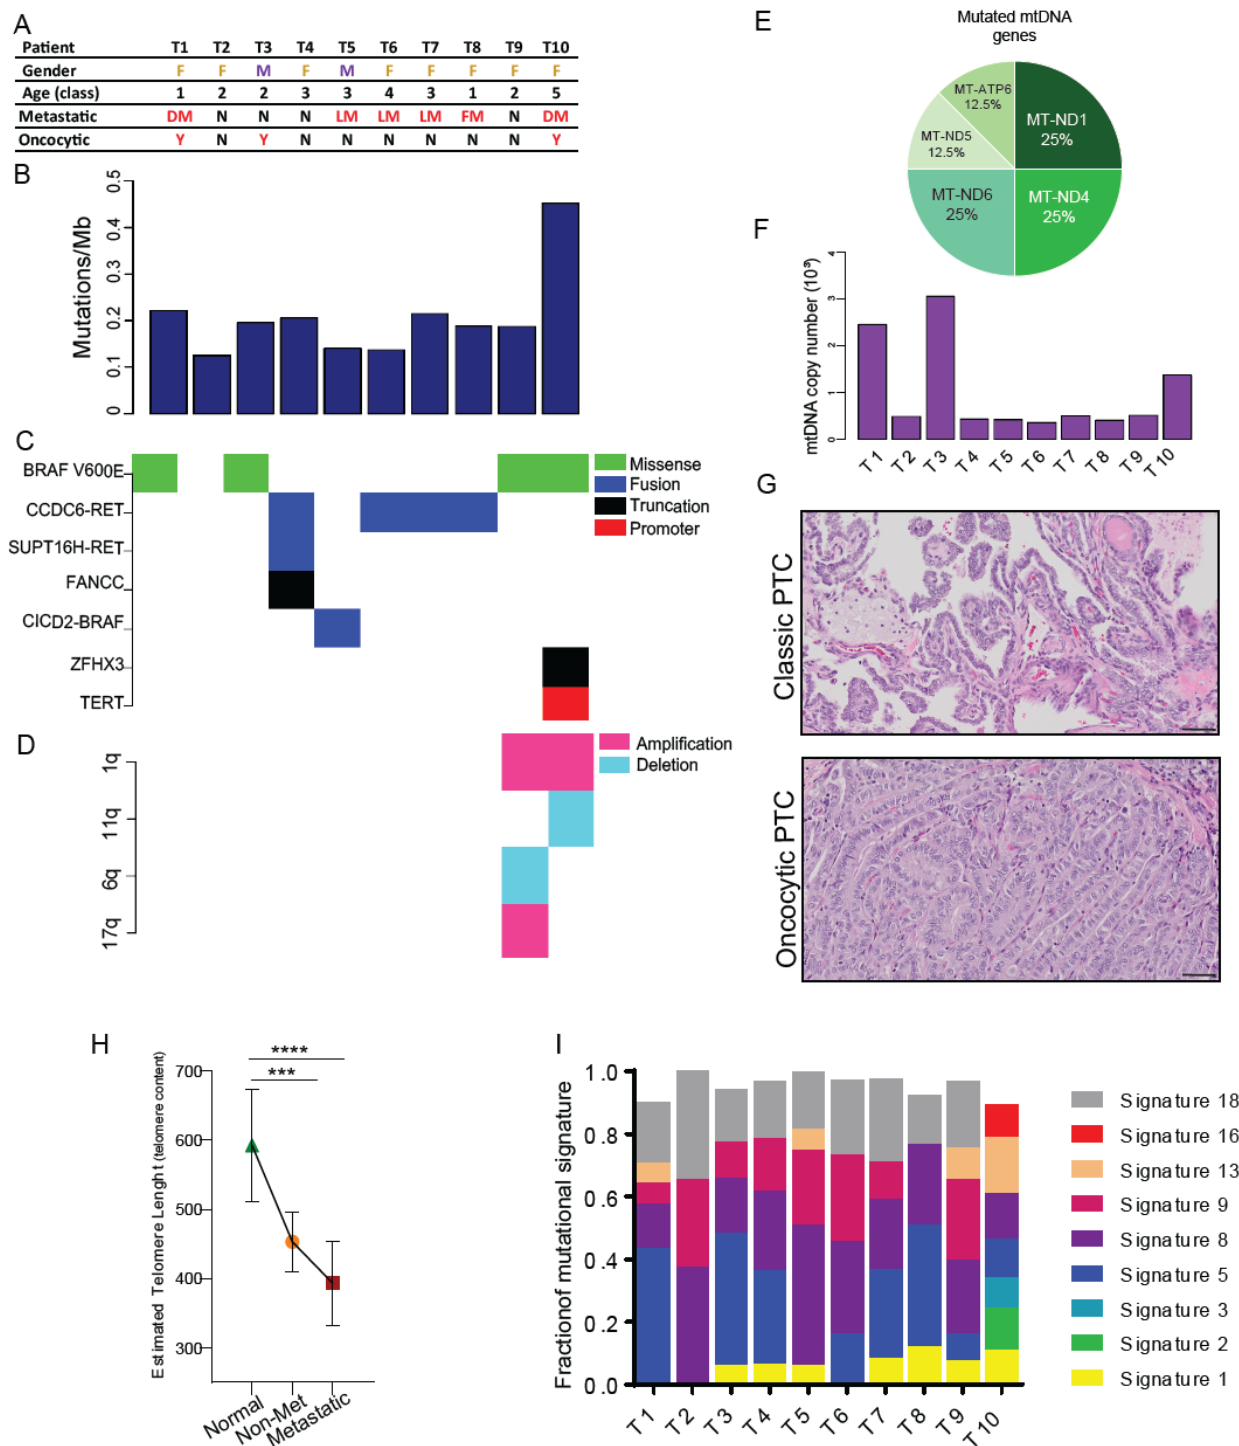 A
Patient T1 T2 T3 T4 T5 T6 T7 T8 T9 T10
Gender F F M F M F F F F F
Age (class) 1 2 2 3 3 4 3 1 2 5
Metastatic DM N N N LM LM LM FM N DM
Oncocytic Y N Y N N N N N N Y
B
Mutations/Mb
0.5
0.4
0.3
0.2
0.1
0
C
BRAF V600E
CCDC6-RET
SUPT16H-RET
FANCC
CICD2-BRAF
ZFHX3
TERT
Missense
Fusion
Truncation
Promoter
D
1q
11q
6q
17q
Amplification
Deletion
E
Mutated mtDNA
genes
MT-ATP6
12.5%
MT-ND1
25%
MT-ND5
12.5%
MT-ND6
25%
MT-ND4
25%
F
mtDNA copy number (10³)
4
3
2
1
0
T1 T2 T3 T4 T5 T6 T7 T8 T9 T10
G
Classic PTC
Oncocytic PTC
H
Estimated Telomere Lenght (telomere content)
700
600
500
400
300
****
***
Normal
Non-Met
Metastatic
I
Fractionof mutational signature
1.0
0.8
0.6
0.4
0.2
0.0
T1 T2 T3 T4 T5 T6 T7 T8 T9 T10
Signature 18
Signature 16
Signature 13
Signature 9
Signature 8
Signature 5
Signature 3
Signature 2
Signature 1